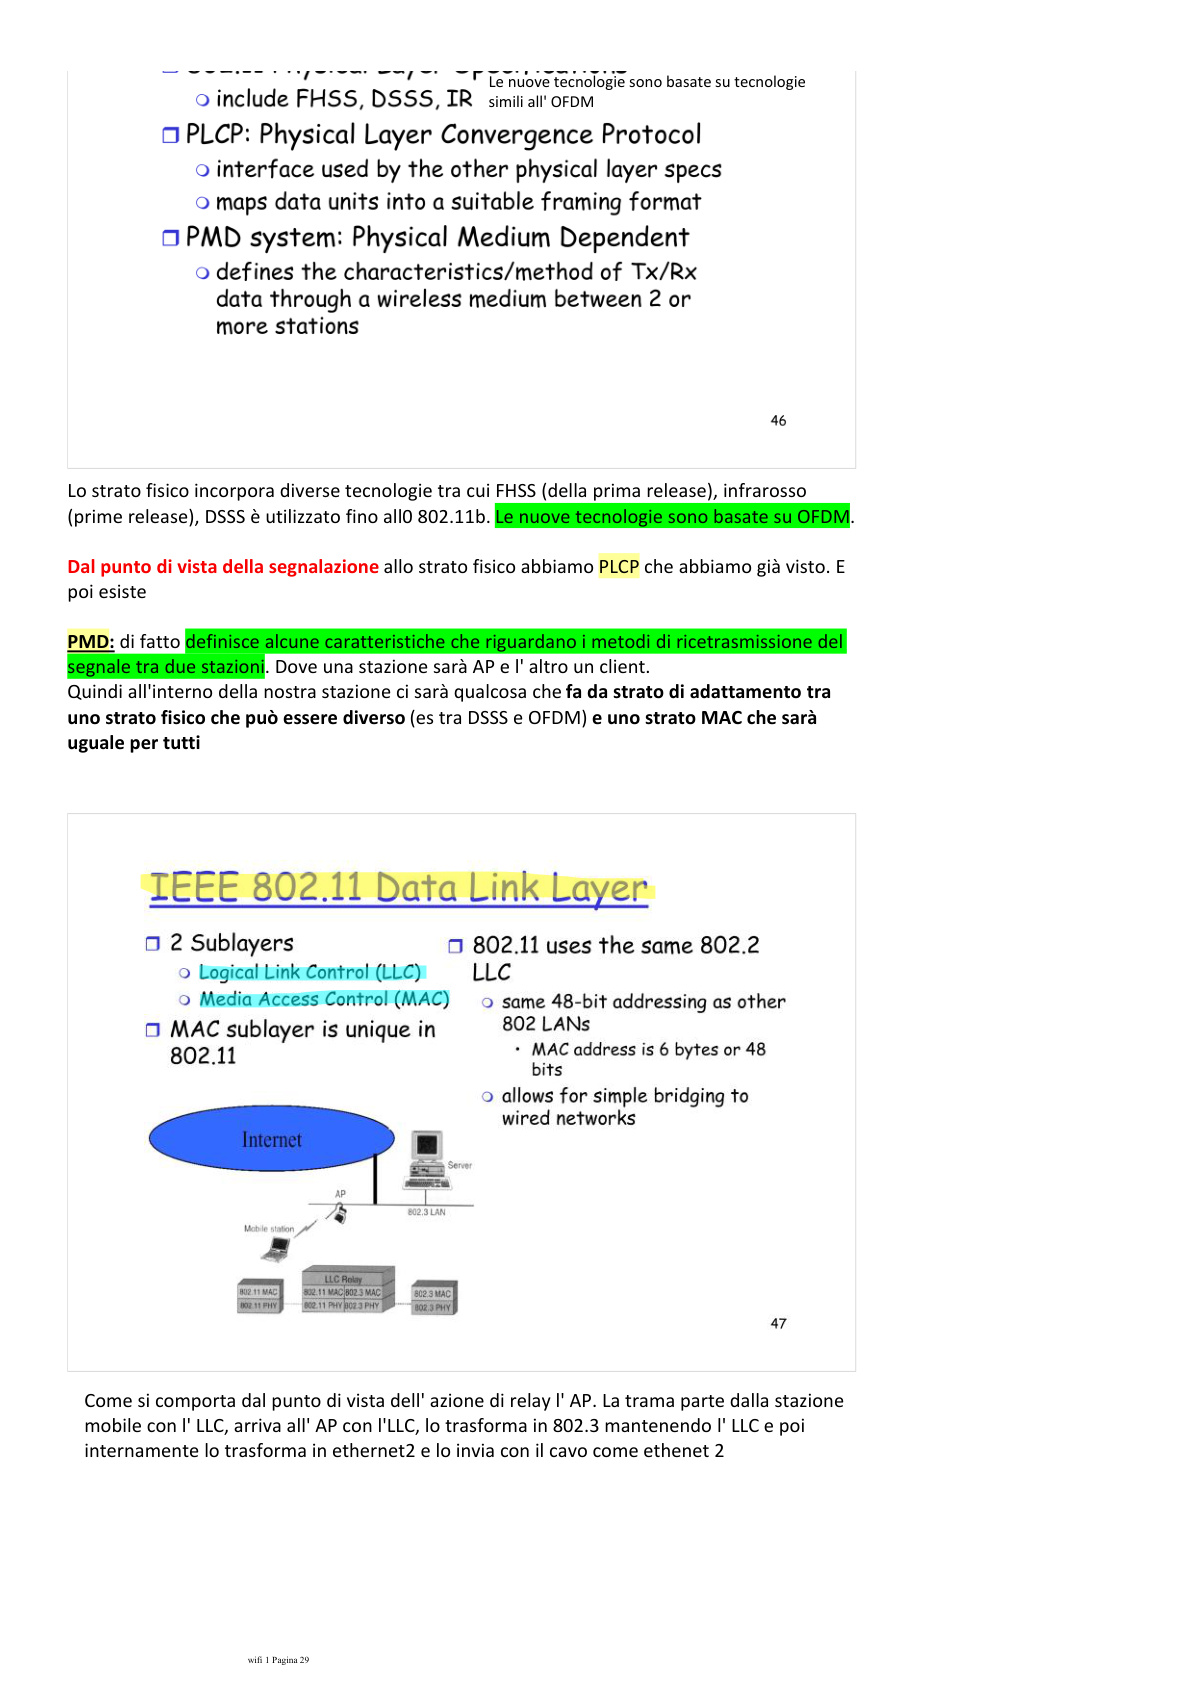 802.11 Physical Layer Specifications
Le nuove tecnologie sono basate su tecnologie
simili all' OFDM
include FHSS, DSSS, IR
PLCP: Physical Layer Convergence Protocol
interface used by the other physical layer specs
maps data units into a suitable framing format
PMD system: Physical Medium Dependent
defines the characteristics/method of Tx/Rx
data through a wireless medium between 2 or
more stations
46
Lo strato fisico incorpora diverse tecnologie tra cui FHSS (della prima release), infrarosso
(prime release), DSSS è utilizzato fino all0 802.11b. Le nuove tecnologie sono basate su OFDM.
Dal punto di vista della segnalazione allo strato fisico abbiamo PLCP che abbiamo già visto. E
poi esiste
PMD: di fatto definisce alcune caratteristiche che riguardano i metodi di ricetrasmissione del
segnale tra due stazioni. Dove una stazione sarà AP e l' altro un client.
Quindi all'interno della nostra stazione ci sarà qualcosa che fa da strato di adattamento tra
uno strato fisico che può essere diverso (es tra DSSS e OFDM) e uno strato MAC che sarà
uguale per tutti
IEEE 802.11 Data Link Layer
2 Sublayers
Logical Link Control (LLC)
Media Access Control (MAC)
MAC sublayer is unique in
802.11
802.11 uses the same 802.2
LLC
same 48-bit addressing as other
802 LANs
MAC address is 6 bytes or 48
bits
allows for simple bridging to
wired networks
Internet
Server
AP
802.3 LAN
Mobile station
LLC Relay
802.11 MAC
802.11 MAC 802.3 MAC
802.3 MAC
802.11 PHY
802.11 PHY 802.3 PHY
802.3 PHY
47
Come si comporta dal punto di vista dell' azione di relay l' AP. La trama parte dalla stazione
mobile con l' LLC, arriva all' AP con l'LLC, lo trasforma in 802.3 mantenendo l' LLC e poi
internamente lo trasforma in ethernet2 e lo invia con il cavo come ethenet 2
wifi 1 Pagina 29